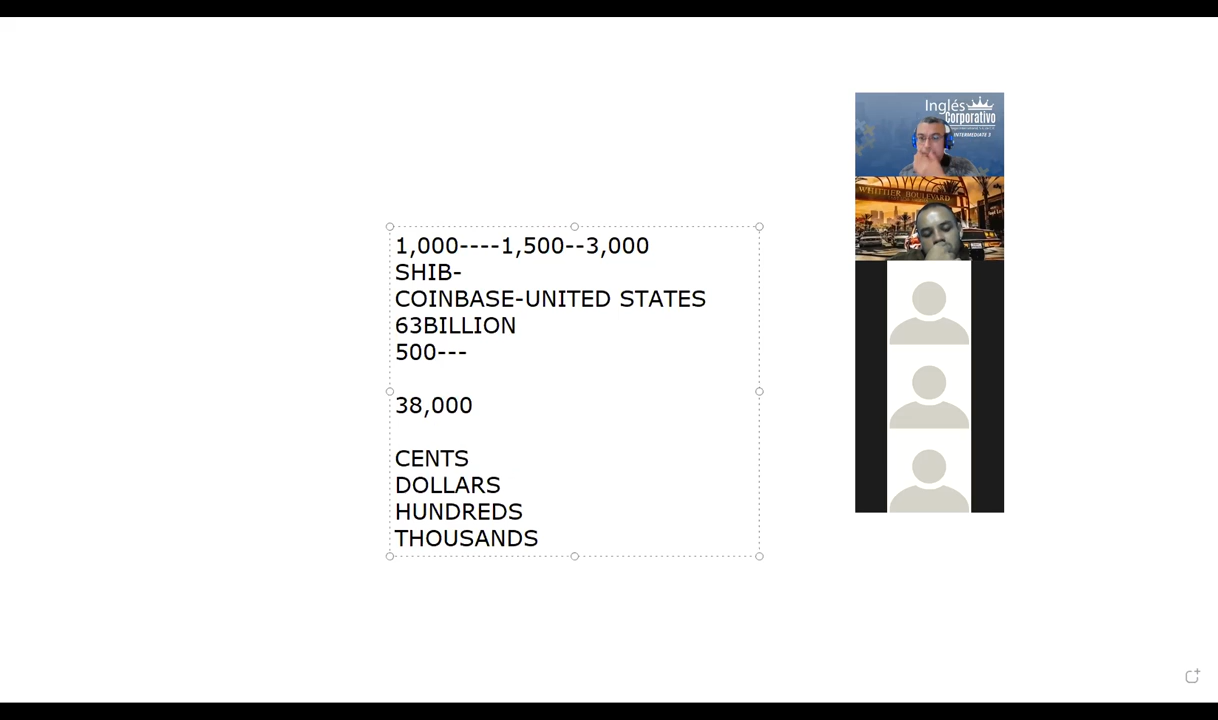 1,000----1,500--3,000
SHIB-
COINBASE-UNITED STATES
63BILLION
500---
38,000
CENTS
DOLLARS
HUNDREDS
THOUSANDS
Inglés
Corporativo
INTERMEDIATE 3
WHITTIER BOULEVARD